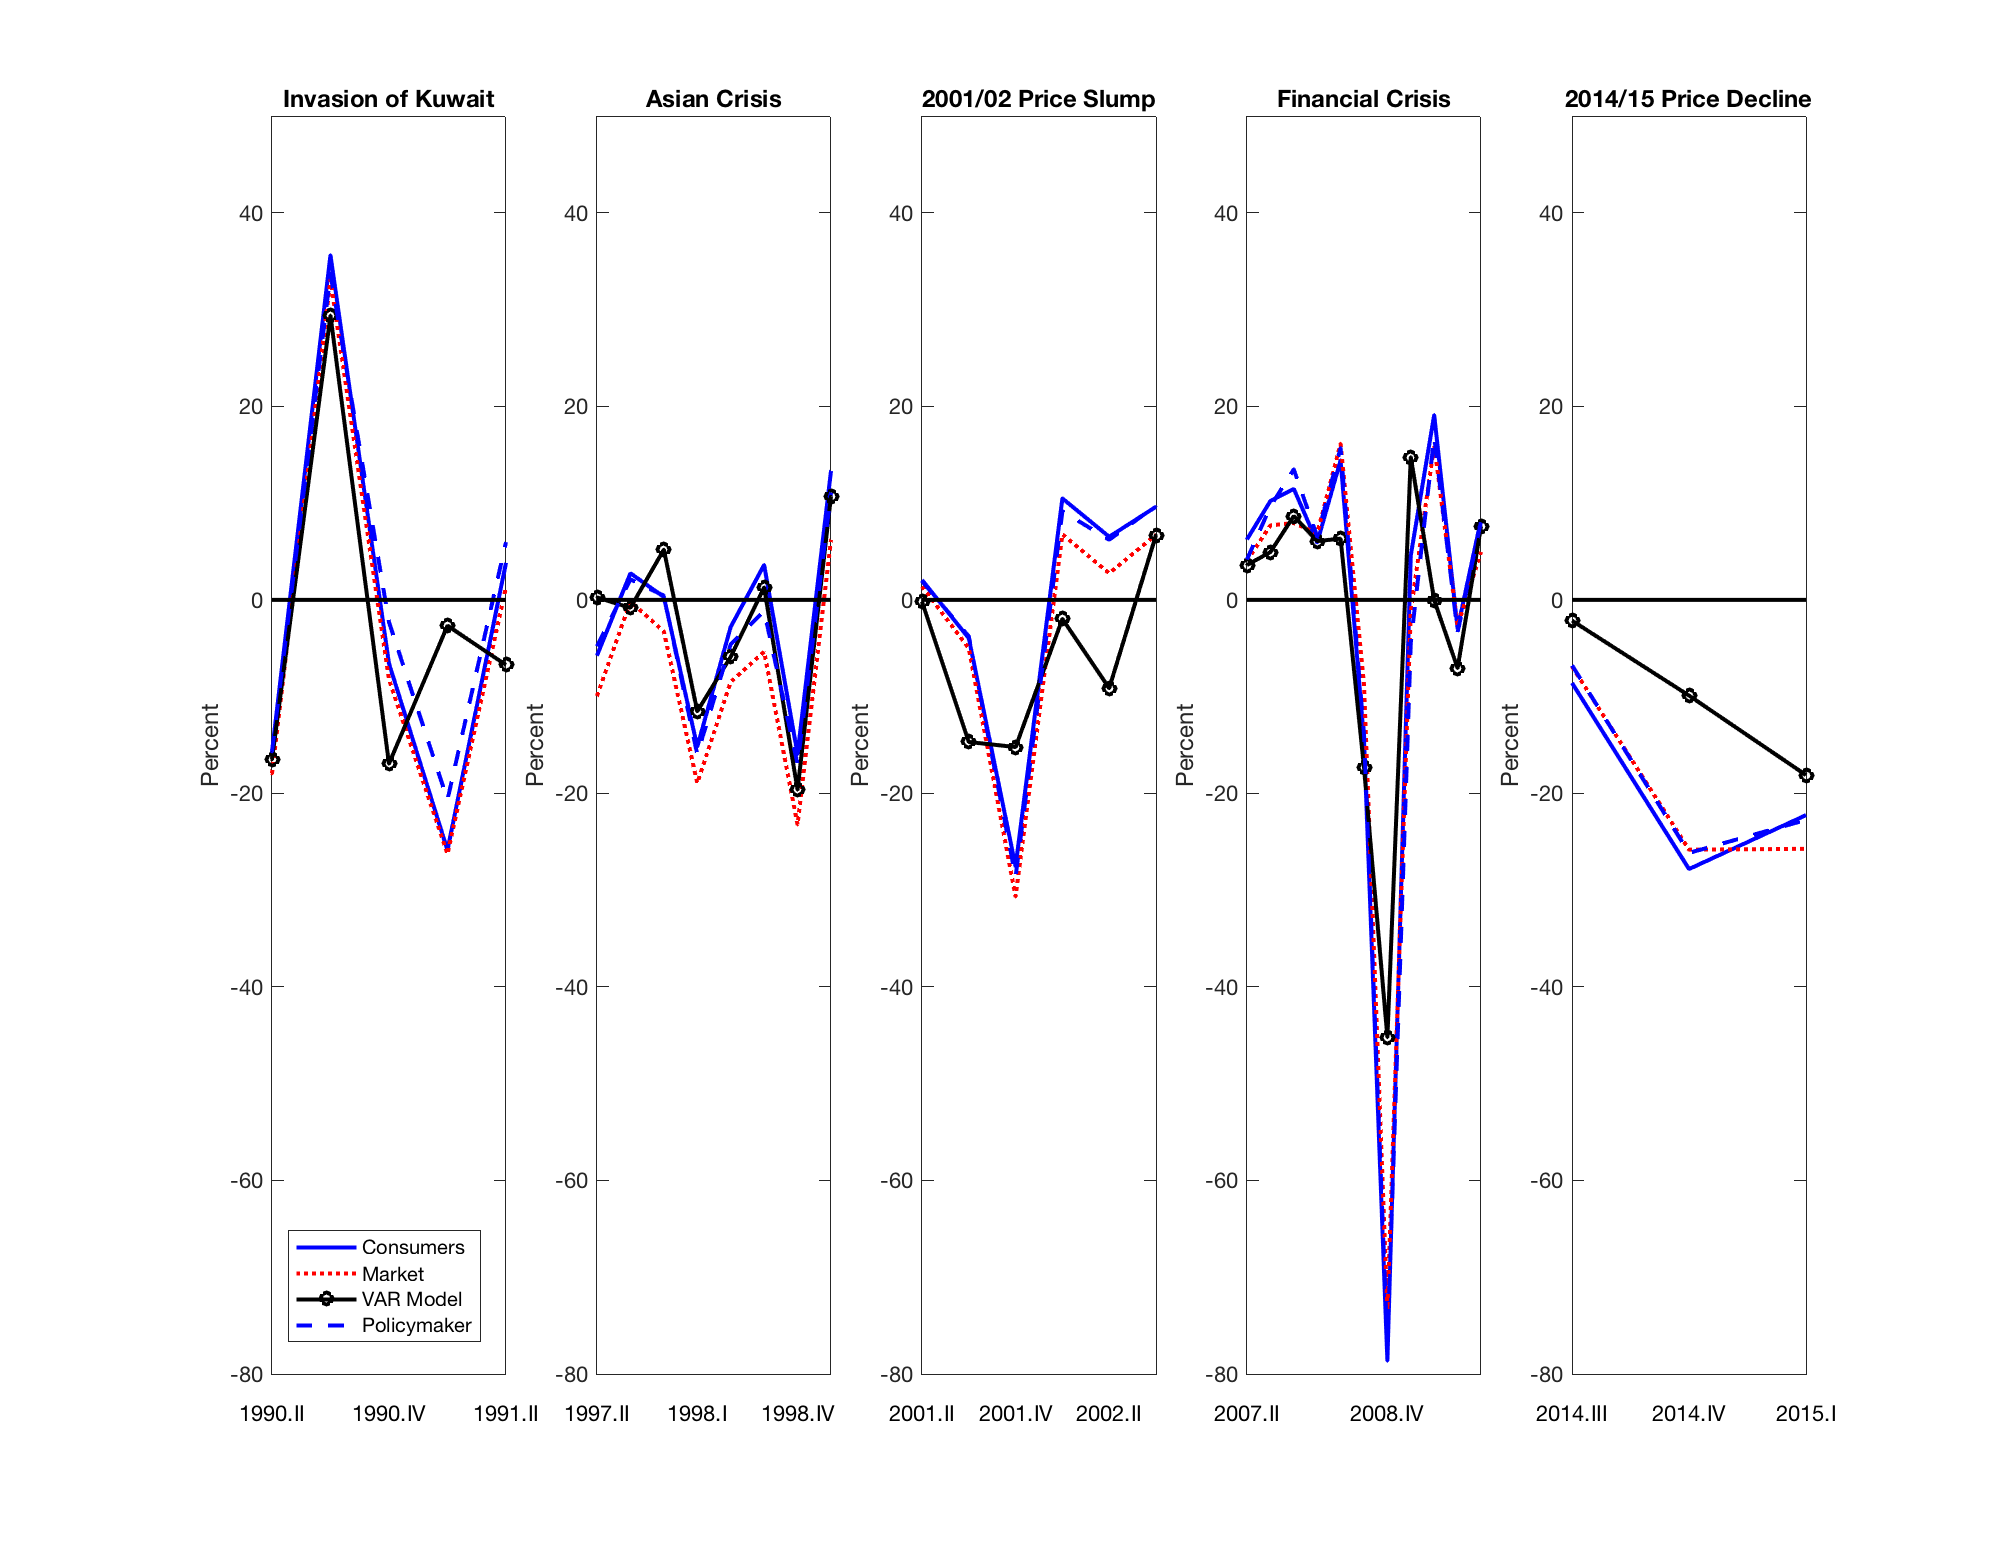 Invasion of Kuwait
Asian Crisis
2001/02 Price Slump
Financial Crisis
2014/15 Price Decline
40
20
0
-20
-40
-60
-80
Percent
40
20
0
-20
-40
-60
-80
Percent
40
20
0
-20
-40
-60
-80
Percent
40
20
0
-20
-40
-60
-80
Percent
40
20
0
-20
-40
-60
-80
Percent
Consumers
Market
VAR Model
Policymaker
1990.II 1990.IV 1991.II
1997.II 1998.I 1998.IV
2001.II 2001.IV 2002.II
2007.II 2008.IV
2014.III 2014.IV 2015.I